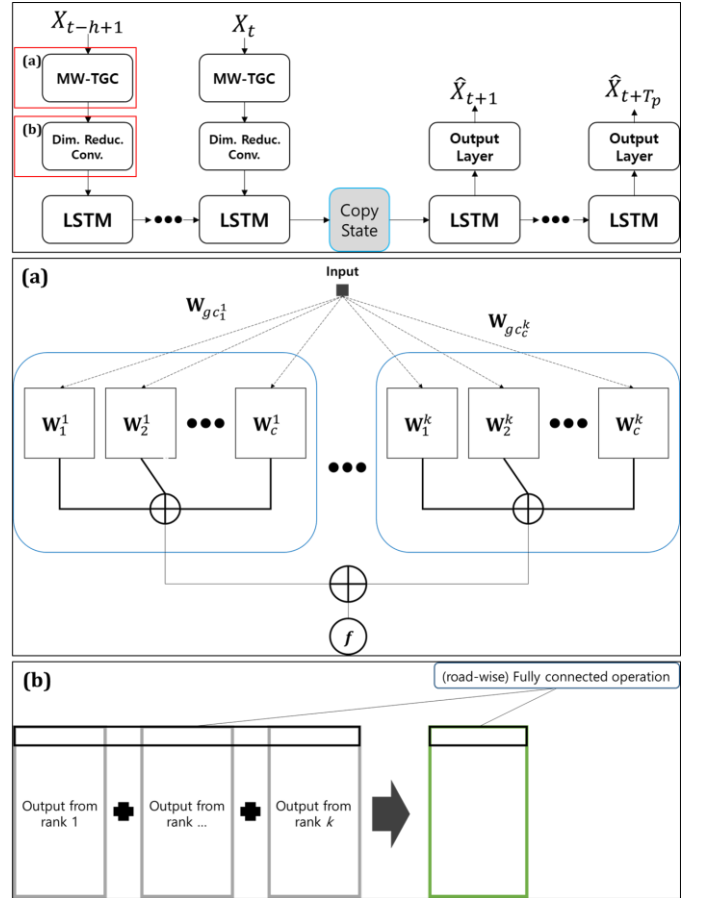 X_{t−h+1}
X_t
(a)
MW-TGC
MW-TGC
X̂_{t+1}
X̂_{t+T_p}
(b)
Dim. Reduc.
Conv.
Dim. Reduc.
Conv.
Output
Layer
Output
Layer
LSTM
•••
LSTM
Copy
State
LSTM
•••
LSTM
(a)
Input
W_{gc_1^1}
W_{gc_c^k}
W_1^1
W_2^1
•••
W_c^1
•••
W_1^k
W_2^k
•••
W_c^k
f
(b)
(road-wise) Fully connected operation
Output from
rank 1
Output from
rank ...
Output from
rank k